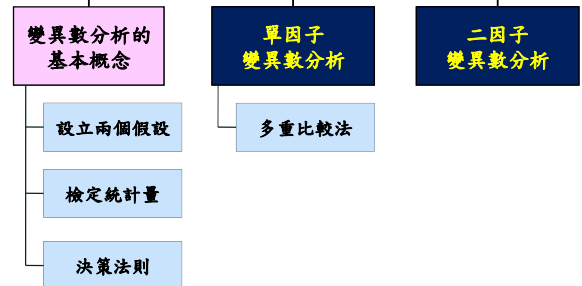 變異數分析的
基本概念
單因子
變異數分析
二因子
變異數分析
設立兩個假設
多重比較法
檢定統計量
決策法則